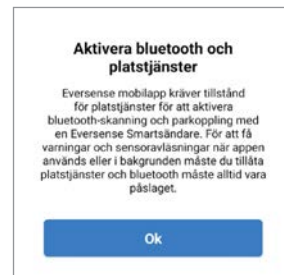 Aktivera bluetooth och
platstjänster
Eversense mobilapp kräver tillstånd
för platstjänster för att aktivera
bluetooth-skanning och parkoppling med
en Eversense Smartsändare. För att få
varningar och sensoravläsningar när appen
används eller i bakgrunden måste du tillåta
platstjänster och bluetooth måste alltid vara
påslaget.
Ok